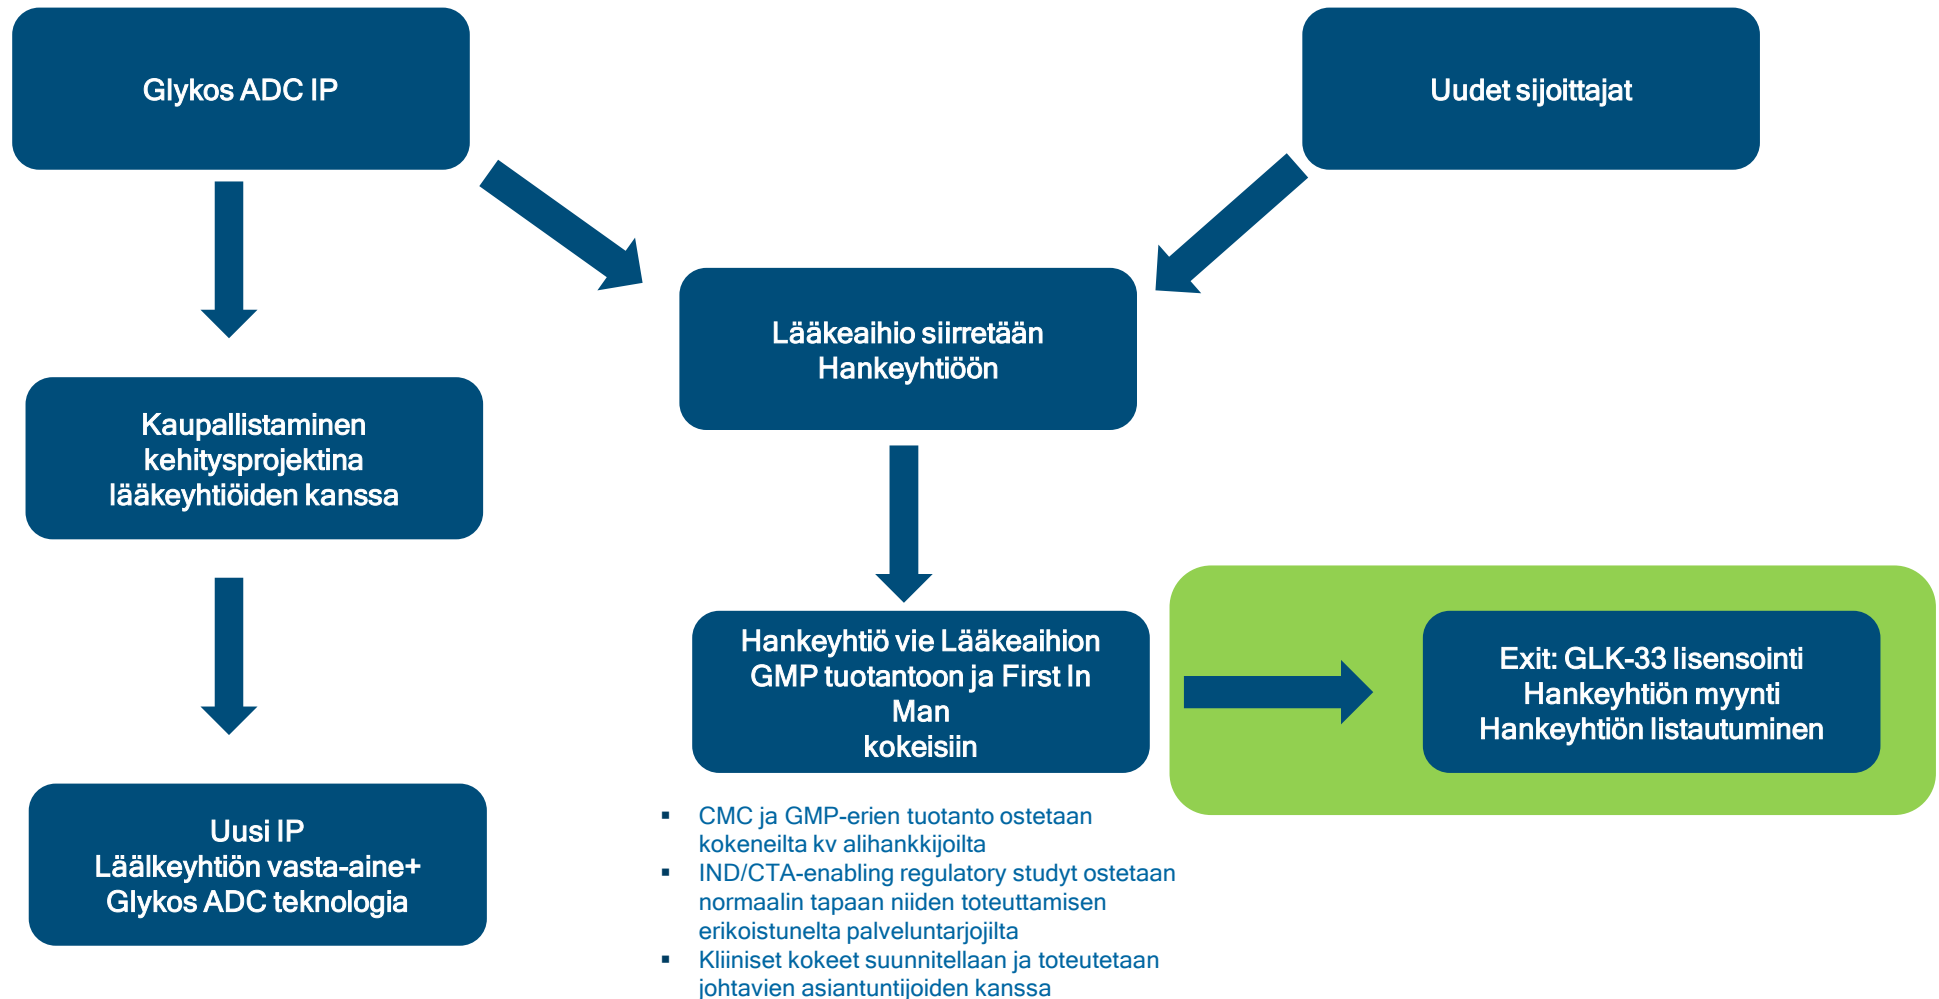 Glykos ADC IP
Uudet sijoittajat
Lääkeaihio siirretään
Hankeyhtiöön
Kaupallistaminen
kehitysprojektina
lääkeyhtiöiden kanssa
Hankeyhtiö vie Lääkeaihion
GMP tuotantoon ja First In
Man
kokeisiin
Exit: GLK-33 lisensointi
Hankeyhtiön myynti
Hankeyhtiön listautuminen
Uusi IP
Läälkeyhtiön vasta-aine+
Glykos ADC teknologia
▪ CMC ja GMP-erien tuotanto ostetaan
kokeneilta kv alihankkijoilta
▪ IND/CTA-enabling regulatory studyt ostetaan
normaalin tapaan niiden toteuttamisen
erikoistunelta palveluntarjojilta
▪ Kliiniset kokeet suunnitellaan ja toteutetaan
johtavien asiantuntijoiden kanssa